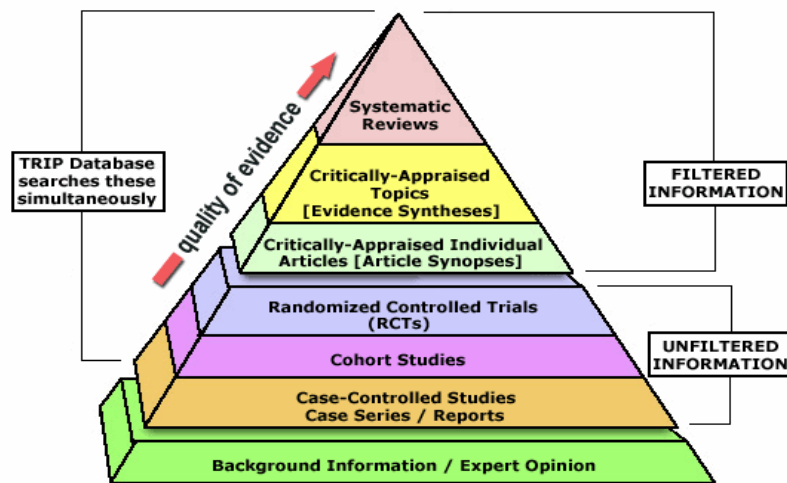 Systematic
Reviews
quality of evidence
TRIP Database
searches these
simultaneously
Critically-Appraised
Topics
[Evidence Syntheses]
FILTERED
INFORMATION
Critically-Appraised Individual
Articles [Article Synopses]
Randomized Controlled Trials
(RCTs)
UNFILTERED
INFORMATION
Cohort Studies
Case-Controlled Studies
Case Series / Reports
Background Information / Expert Opinion